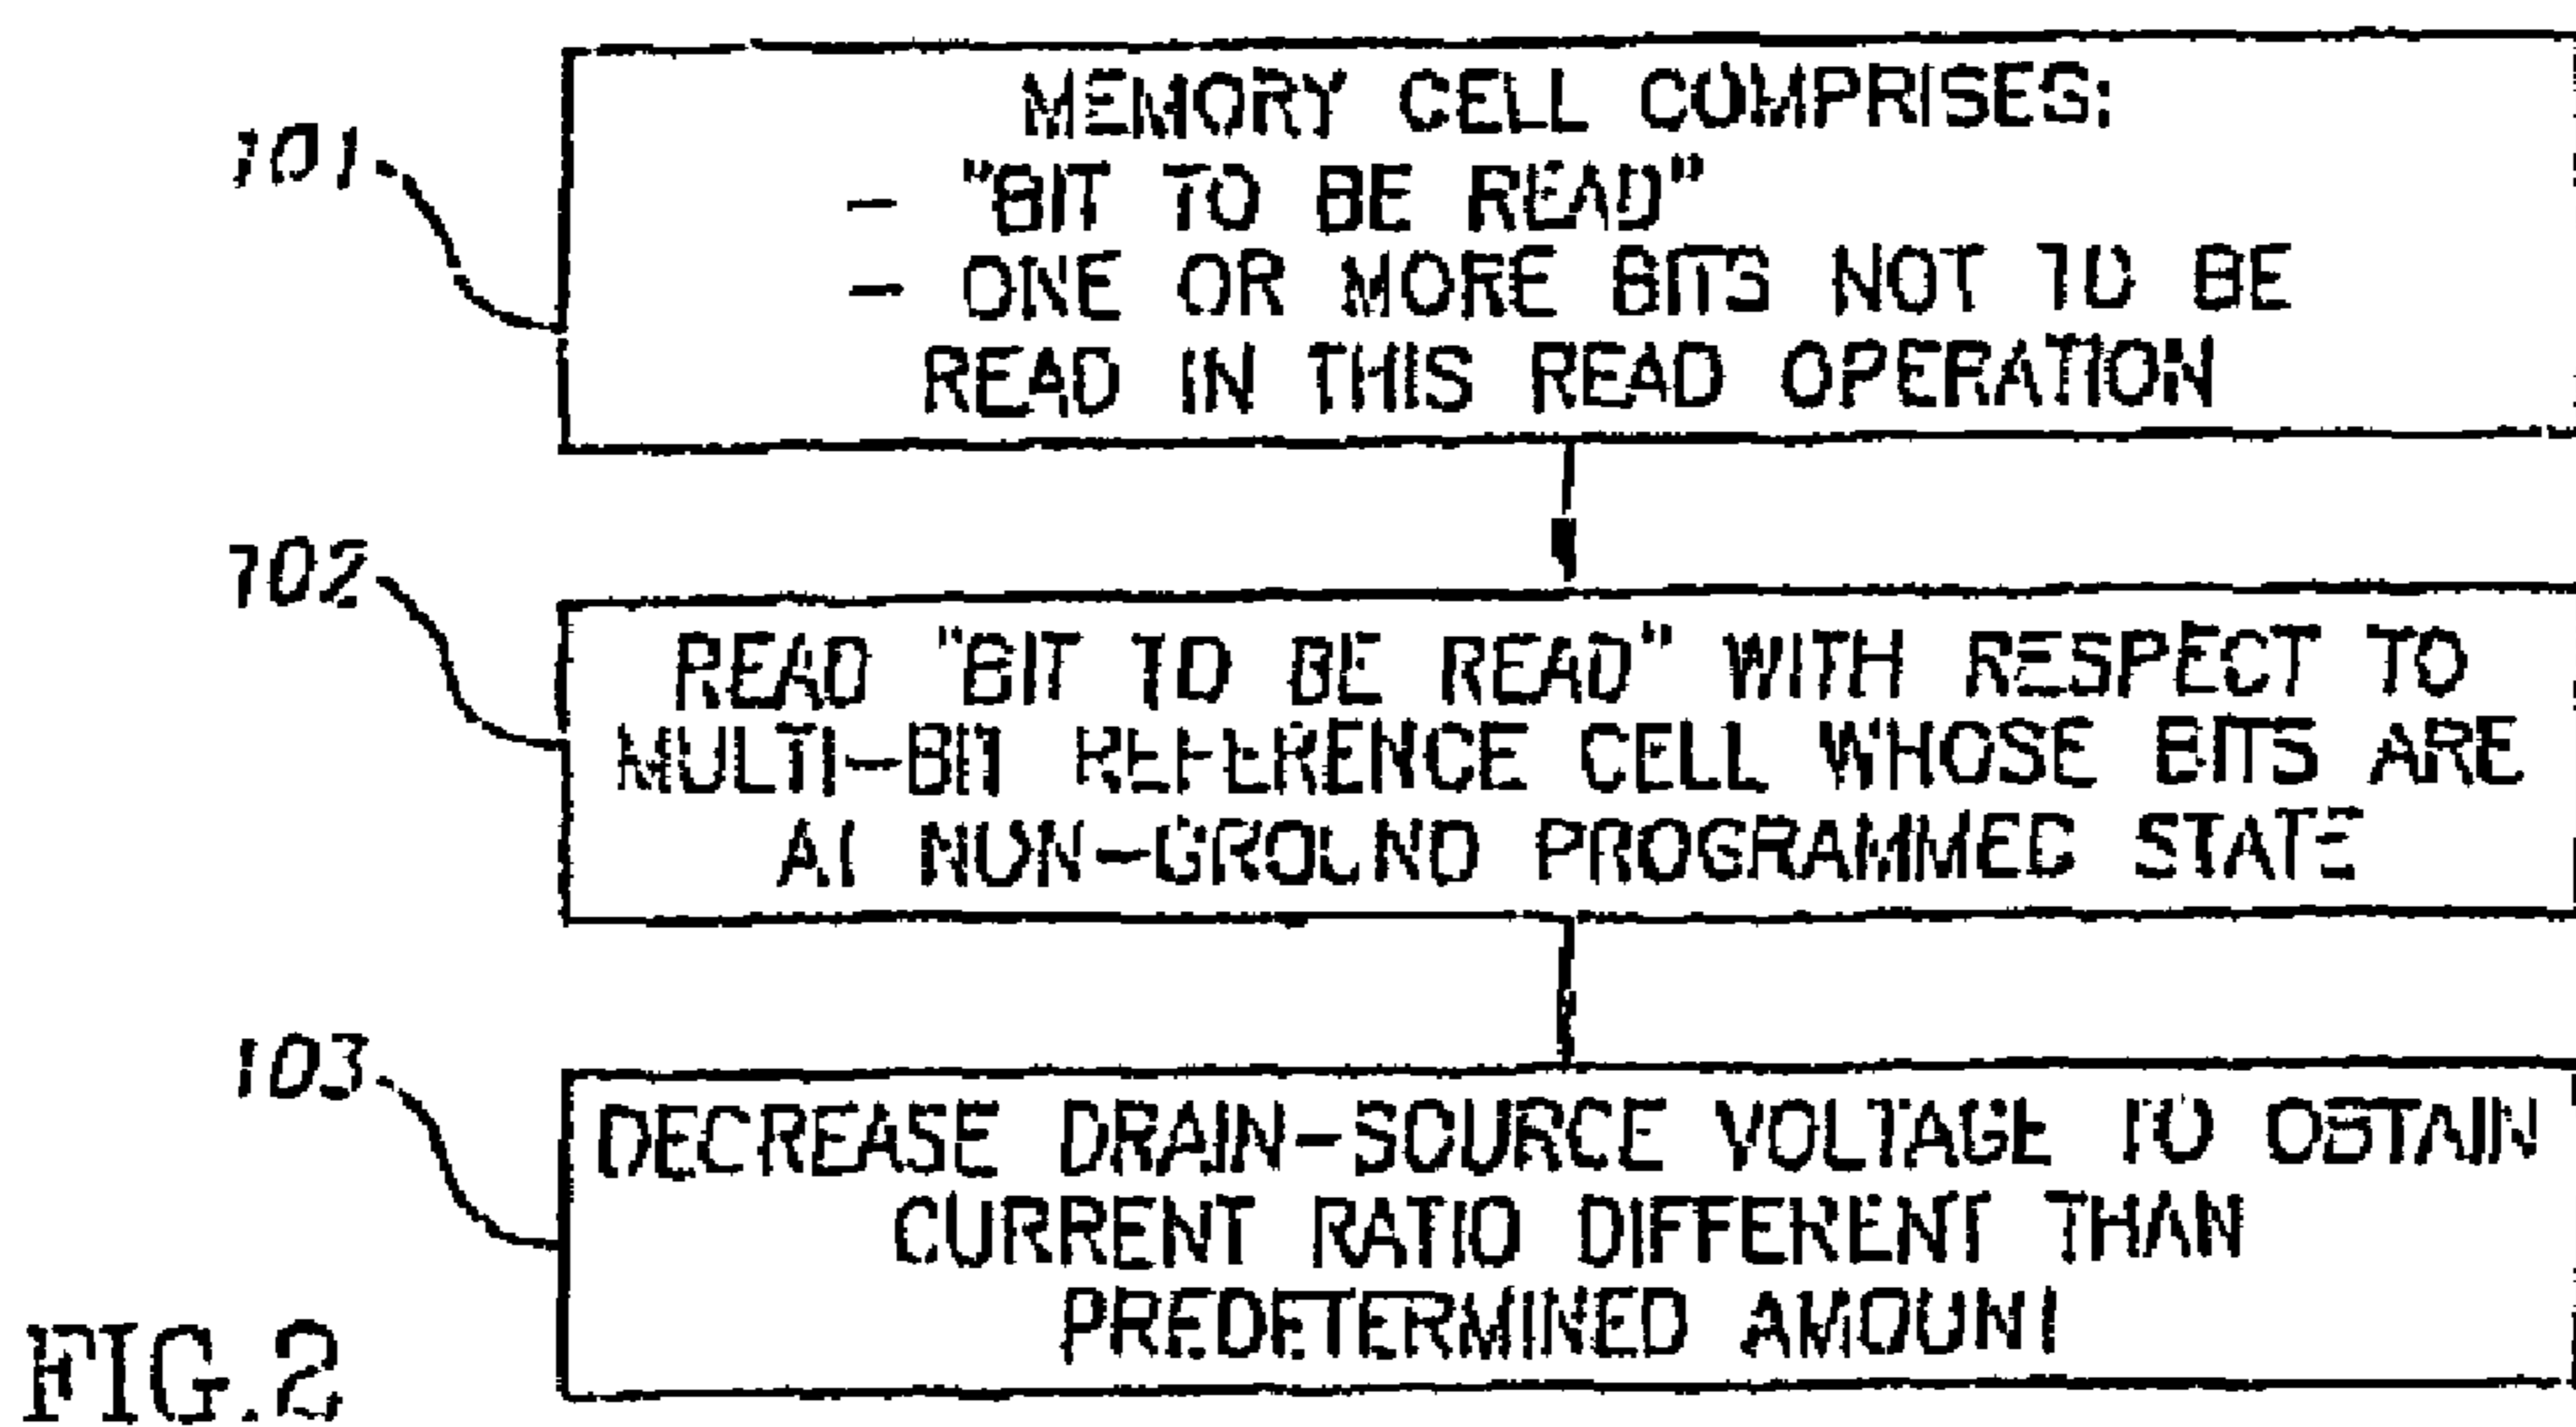 101
MEMORY CELL COMPRISES:
- "BIT TO BE READ"
- ONE OR MORE BITS NOT TO BE
READ IN THIS READ OPERATION
102
READ "BIT TO BE READ" WITH RESPECT TO
MULTI-BIT REFERENCE CELL WHOSE BITS ARE
AT NON-GROUND PROGRAMMED STATE
103
DECREASE DRAIN-SOURCE VOLTAGE TO OBTAIN
CURRENT RATIO DIFFERENT THAN
PREDETERMINED AMOUNT
FIG.2